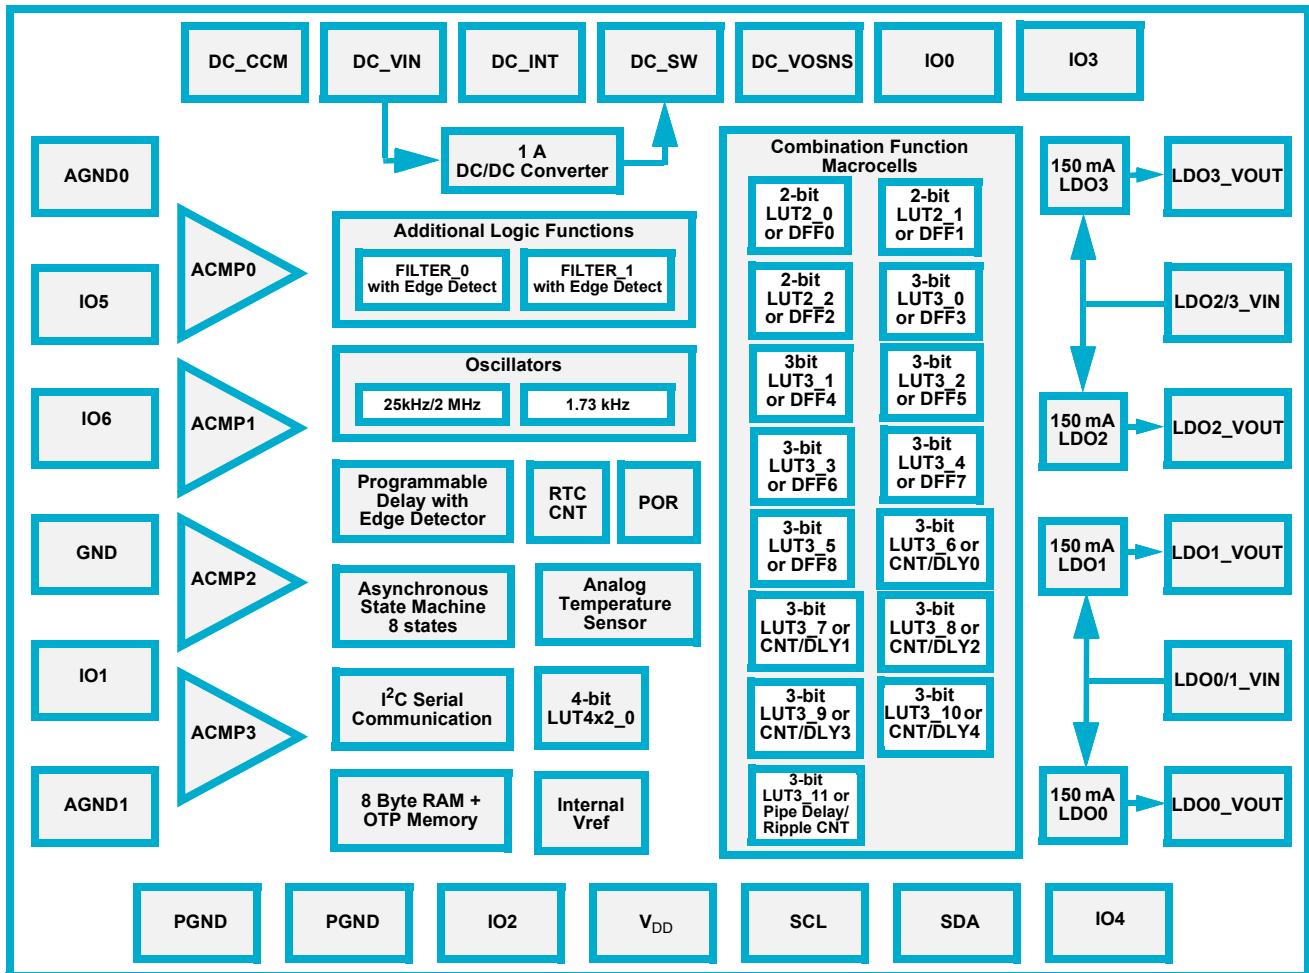 DC_CCM
DC_VIN
DC_INT
DC_SW
DC_VOSNS
IO0
IO3
1 A
DC/DC Converter
AGND0
IO5
IO6
GND
IO1
AGND1
ACMP0
ACMP1
ACMP2
ACMP3
Additional Logic Functions
FILTER_0
with Edge Detect
FILTER_1
with Edge Detect
Oscillators
25kHz/2 MHz
1.73 kHz
Programmable
Delay with
Edge Detector
RTC
CNT
POR
Asynchronous
State Machine
8 states
Analog
Temperature
Sensor
I²C Serial
Communication
4-bit
LUT4x2_0
8 Byte RAM +
OTP Memory
Internal
Vref
Combination Function
Macrocells
2-bit
LUT2_0
or DFF0
2-bit
LUT2_1
or DFF1
2-bit
LUT2_2
or DFF2
3-bit
LUT3_0
or DFF3
3bit
LUT3_1
or DFF4
3-bit
LUT3_2
or DFF5
3-bit
LUT3_3
or DFF6
3-bit
LUT3_4
or DFF7
3-bit
LUT3_5
or DFF8
3-bit
LUT3_6 or
CNT/DLY0
3-bit
LUT3_7 or
CNT/DLY1
3-bit
LUT3_8 or
CNT/DLY2
3-bit
LUT3_9 or
CNT/DLY3
3-bit
LUT3_10 or
CNT/DLY4
3-bit
LUT3_11 or
Pipe Delay/
Ripple CNT
150 mA
LDO3
LDO3_VOUT
LDO2/3_VIN
150 mA
LDO2
LDO2_VOUT
150 mA
LDO1
LDO1_VOUT
LDO0/1_VIN
150 mA
LDO0
LDO0_VOUT
PGND
PGND
IO2
V_DD
SCL
SDA
IO4